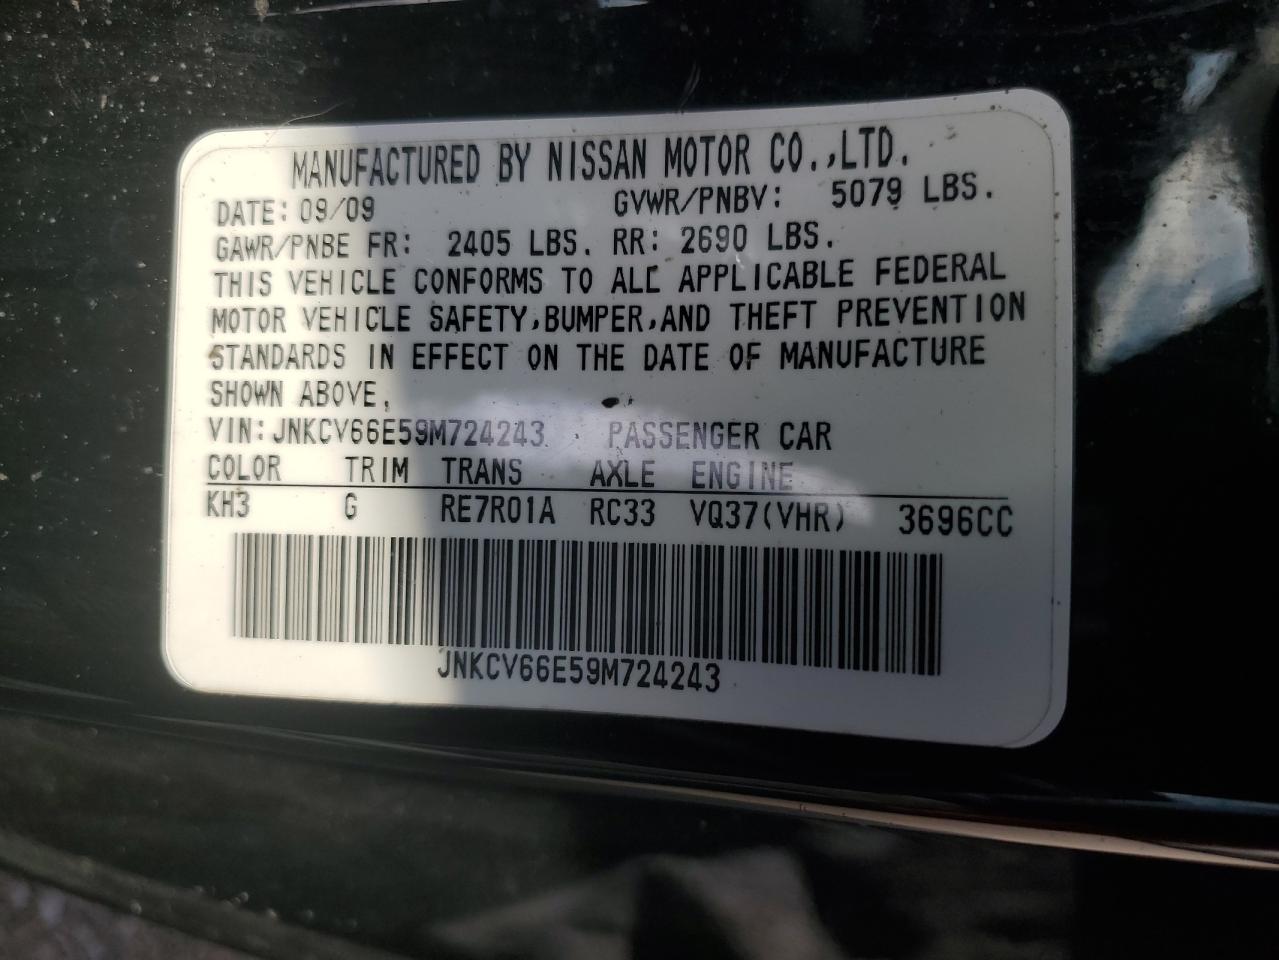 MANUFACTURED BY NISSAN MOTOR CO.,LTD.
DATE: 09/09 GVWR/PNBV: 5079 LBS.
GAWR/PNBE FR: 2405 LBS. RR: 2690 LBS.
THIS VEHICLE CONFORMS TO ALL APPLICABLE FEDERAL
MOTOR VEHICLE SAFETY,BUMPER,AND THEFT PREVENTION
STANDARDS IN EFFECT ON THE DATE OF MANUFACTURE
SHOWN ABOVE,
VIN: JNKCV66E59M724243 PASSENGER CAR
COLOR TRIM TRANS AXLE ENGINE
KH3 G RE7R01A RC33 VQ37(VHR) 3696CC
JNKCV66E59M724243